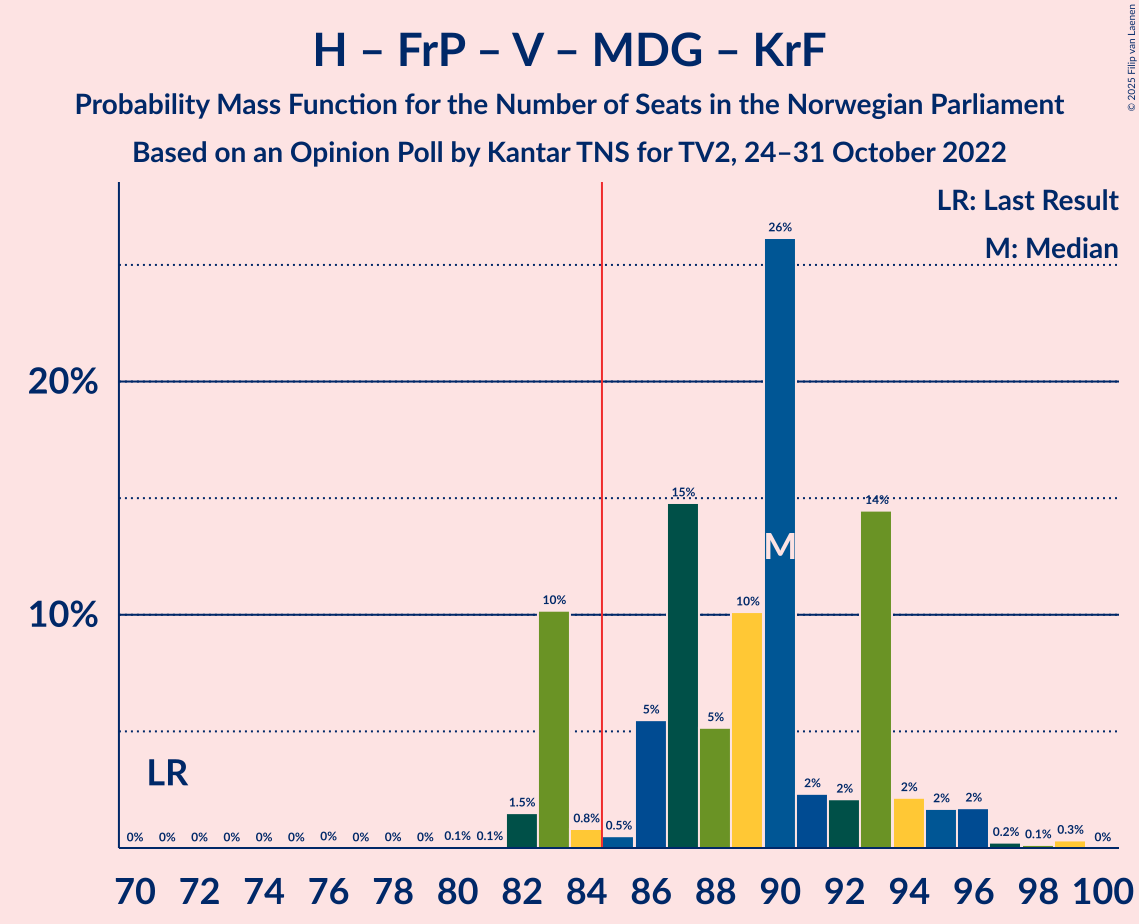 H – FrP – V – MDG – KrF
Probability Mass Function for the Number of Seats in the Norwegian Parliament
Based on an Opinion Poll by Kantar TNS for TV2, 24–31 October 2022
© 2025 Filip van Laenen
LR: Last Result
M: Median
26%
20%
15%
14%
M
10%
10%
10%
5%
5%
LR
2%
2%
2%
2%
2%
1.5%
0.8%
0.5%
0.2%
0.1%
0.3%
0%
0% 0% 0% 0% 0% 0% 0% 0% 0% 0% 0.1% 0.1%
70 72 74 76 78 80 82 84 86 88 90 92 94 96 98 100